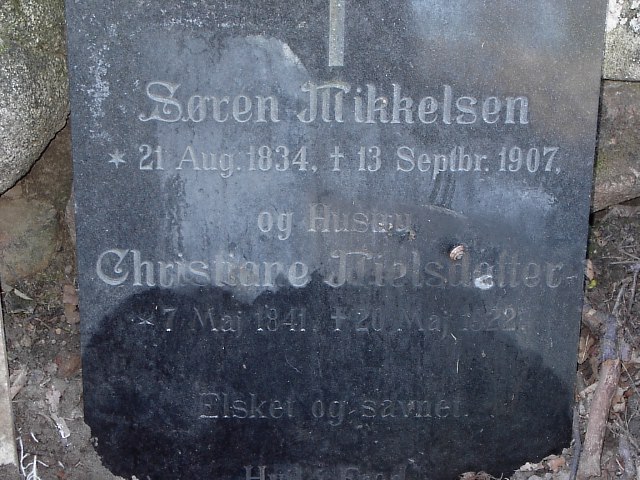 Søren Mikkelsen
* 21 Aug. 1834, † 13 Septbr. 1907,
og Hustru
Christiane Nielsdatter
* 7 Maj 1841, † 20 Maj 1922.
Elsket og savnet.
Fred